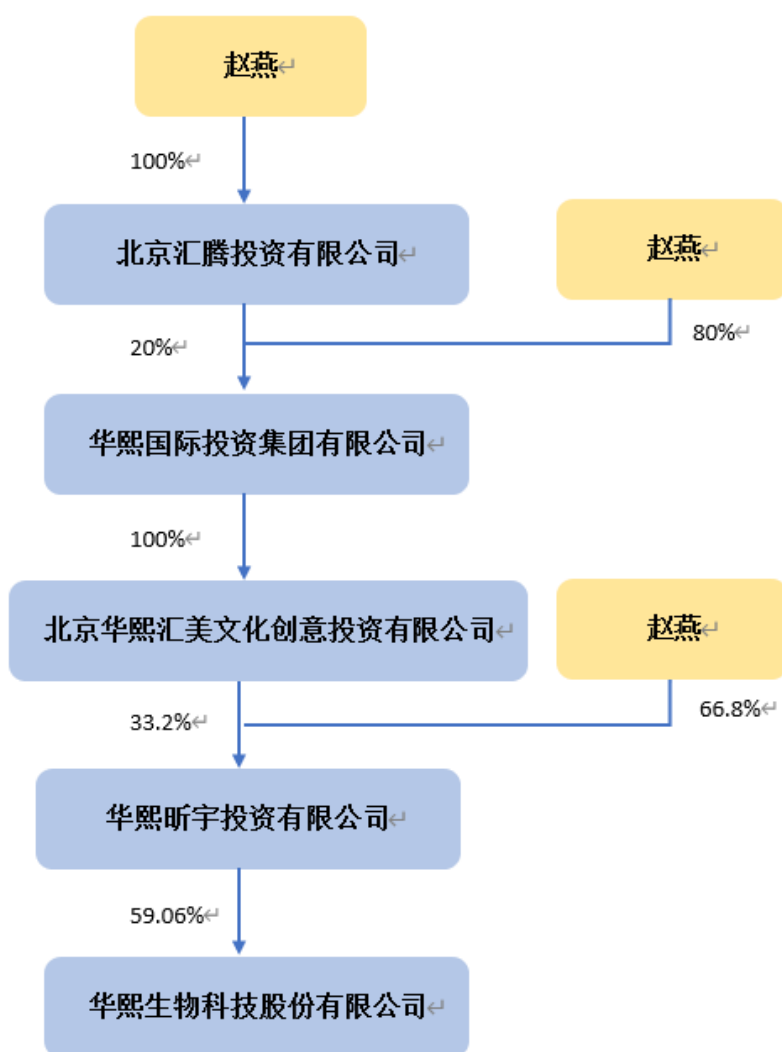 赵燕
100%
北京汇腾投资有限公司
赵燕
20%
80%
华熙国际投资集团有限公司
100%
北京华熙汇美文化创意投资有限公司
赵燕
33.2%
66.8%
华熙昕宇投资有限公司
59.06%
华熙生物科技股份有限公司